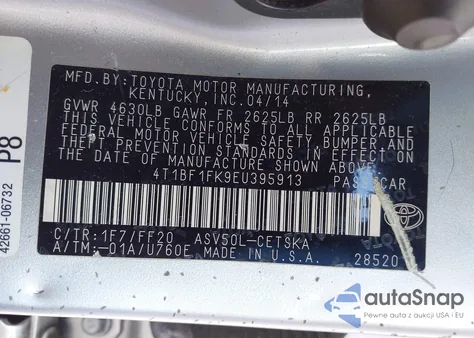 MFD. BY: TOYOTA MOTOR MANUFACTURING,
KENTUCKY, INC. 04/14
GVWR 4630LB GAWR FR 2625LB RR 2625LB
THIS VEHICLE CONFORMS TO ALL APPLICABLE
FEDERAL MOTOR VEHICLE SAFETY, BUMPER, AND
THEFT PREVENTION STANDARDS IN EFFECT ON
THE DATE OF MANUFACTURE SHOWN ABOVE.
4T1BF1FK9EU395913 PASS CAR
C/TR: 1F7/FF20 ASV50L-CETSKA
A/TM: -01A/U760E MADE IN U.S.A. 28520
TOYOTA
P8
42661-06732
autoSnap
Pewne auta z okazji USA i EU